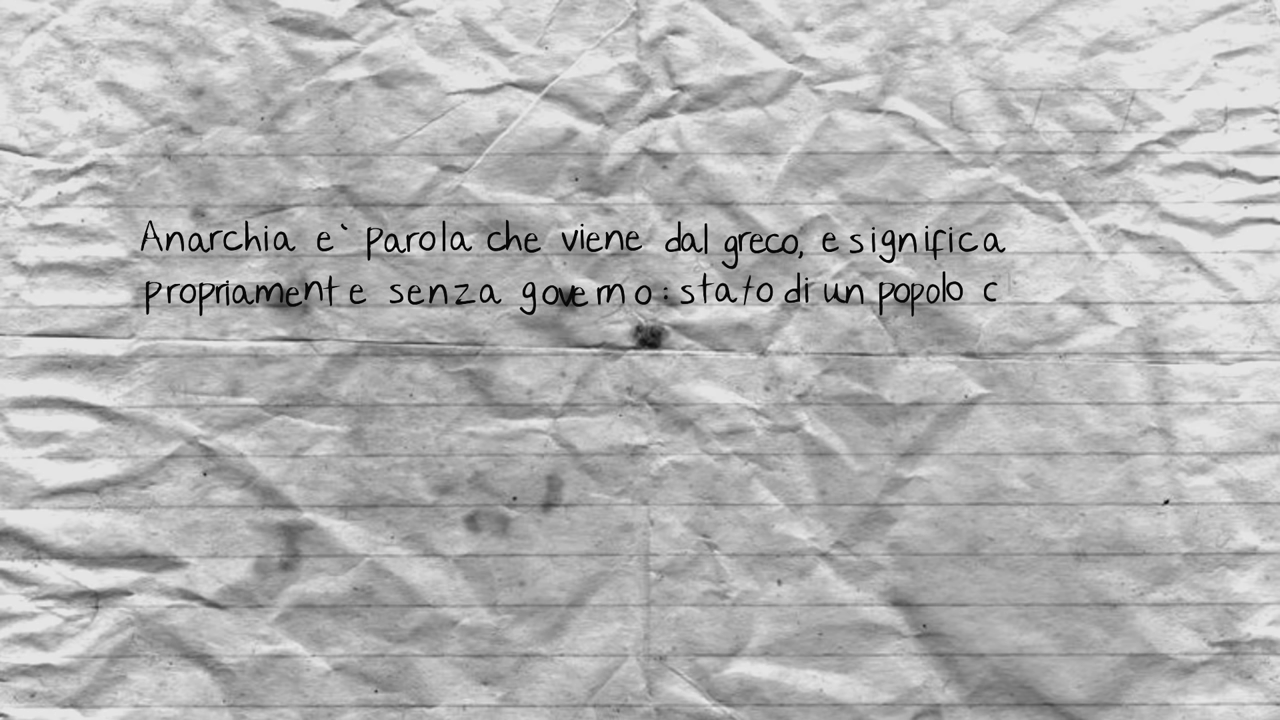 Anarchia e` parola che viene dal greco, e significa
propriamente senza governo: stato di un popolo c